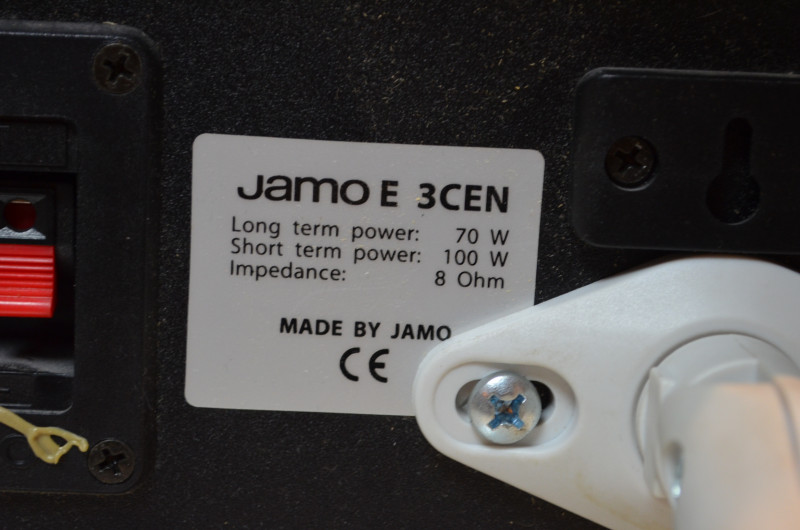 Jamo E 3CEN
Long term power: 70 W
Short term power: 100 W
Impedance: 8 Ohm
MADE BY JAMO
CE